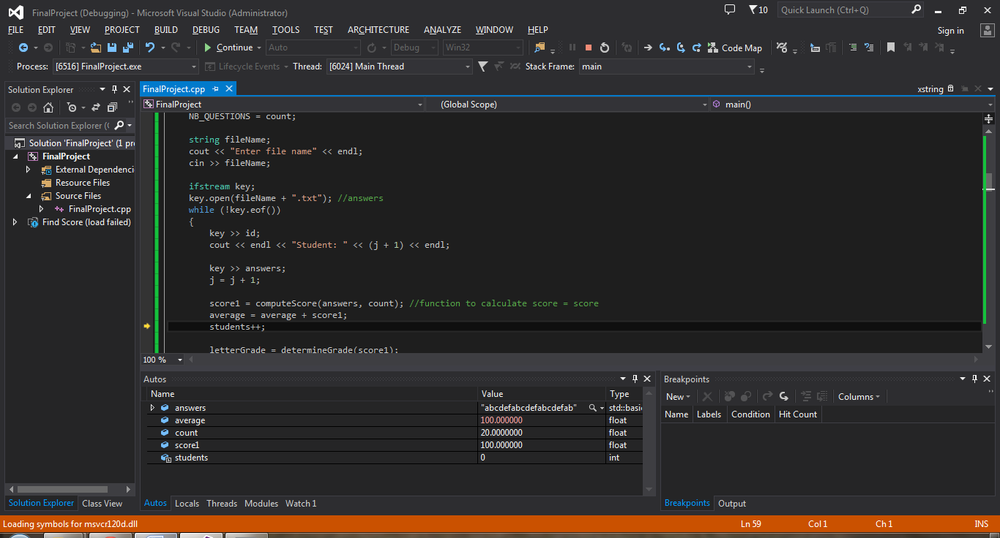 FinalProject (Debugging) - Microsoft Visual Studio (Administrator)
10
Quick Launch (Ctrl+Q)
FILE EDIT VIEW PROJECT BUILD DEBUG TEAM TOOLS TEST ARCHITECTURE ANALYZE WINDOW HELP
Sign in
Continue Auto Debug Win32 Code Map
Process: [6516] FinalProject.exe Lifecycle Events Thread: [6024] Main Thread Stack Frame: main
Solution Explorer
Search Solution Explorer (
Solution 'FinalProject' (1 pr
FinalProject
External Dependenci
Resource Files
Source Files
FinalProject.cpp
Find Score (load failed)
Solution Explorer Class View
FinalProject.cpp
xstring
FinalProject (Global Scope) main()
NB_QUESTIONS = count;
string fileName;
cout << "Enter file name" << endl;
cin >> fileName;
ifstream key;
key.open(fileName + ".txt"); //answers
while (!key.eof())
{
key >> id;
cout << endl << "Student: " << (j + 1) << endl;
key >> answers;
j = j + 1;
score1 = computeScore(answers, count); //function to calculate score = score
average = average + score1;
students++;
letterGrade = determineGrade(score1);
100 %
Autos
Name Value Type
answers "abcdefabcdefabcdefab" std::basic
average 100.000000 float
count 20.0000000 float
score1 100.000000 float
students 0 int
Autos Locals Threads Modules Watch 1
Breakpoints
New Columns
Name Labels Condition Hit Count
Breakpoints Output
Loading symbols for msvcr120d.dll
Ln 59 Col 1 Ch 1 INS